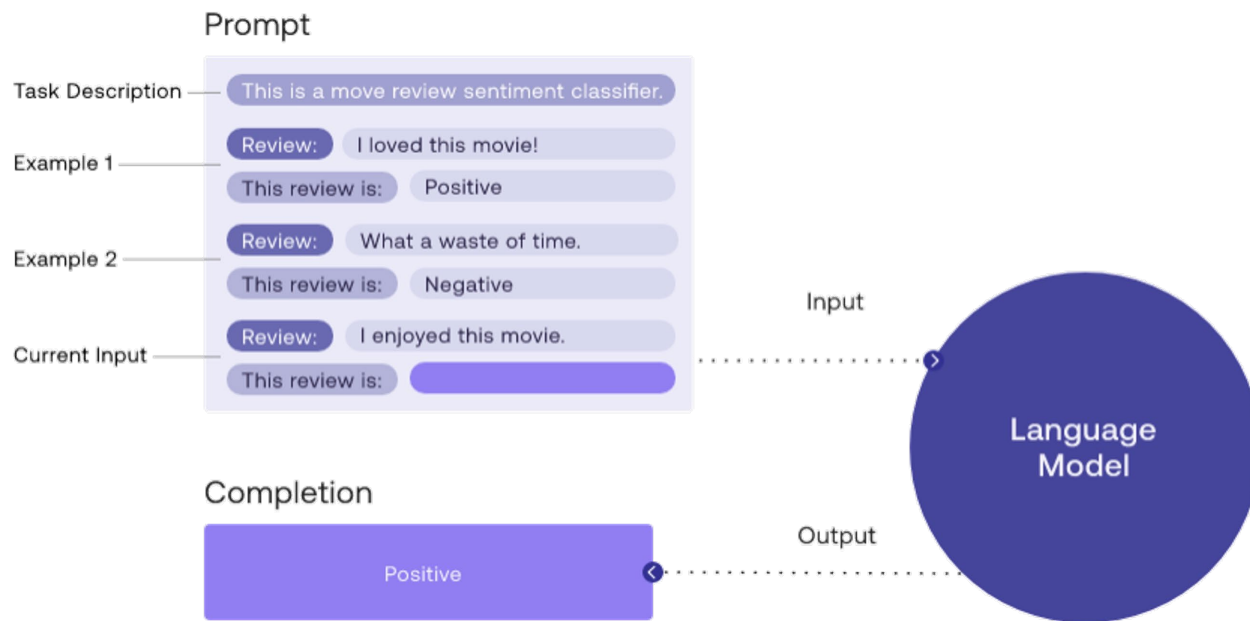 Prompt
Task Description
This is a move review sentiment classifier.
Example 1
Review: I loved this movie!
This review is: Positive
Example 2
Review: What a waste of time.
This review is: Negative
Current Input
Review: I enjoyed this movie.
This review is:
Input
Language
Model
Output
Completion
Positive